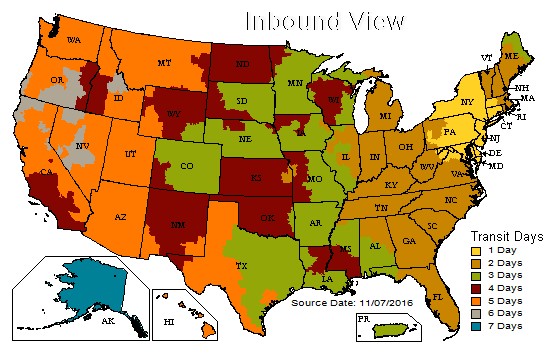 Inbound View
WA
MT
ND
MN
ME
VT
NH
MA
RI
CT
NJ
DE
MD
OR
ID
WY
SD
WI
MI
NY
PA
NV
CA
UT
CO
NE
IA
IL
IN
OH
WV
VA
KS
MO
KY
AZ
NM
OK
AR
TN
NC
SC
TX
LA
MS
AL
GA
FL
AK
HI
PR
Source Date: 11/07/2016
Transit Days
1 Day
2 Days
3 Days
4 Days
5 Days
6 Days
7 Days